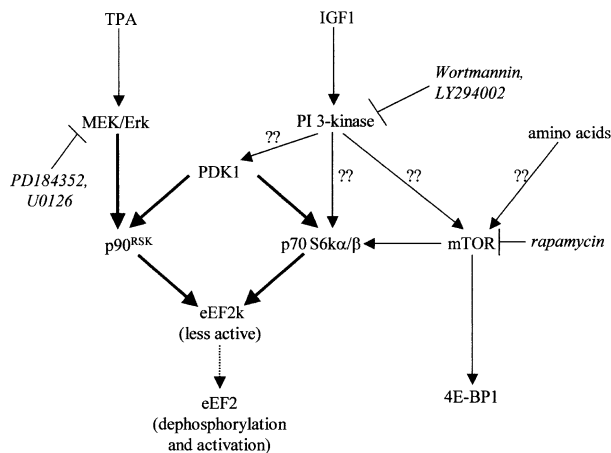 TPA
IGF1
Wortmannin,
LY294002
MEK/Erk
PI 3-kinase
amino acids
??
??
??
??
PD184352,
U0126
PDK1
p90RSK
p70 S6kα/β
mTOR
rapamycin
eEF2k
(less active)
eEF2
(dephosphorylation
and activation)
4E-BP1